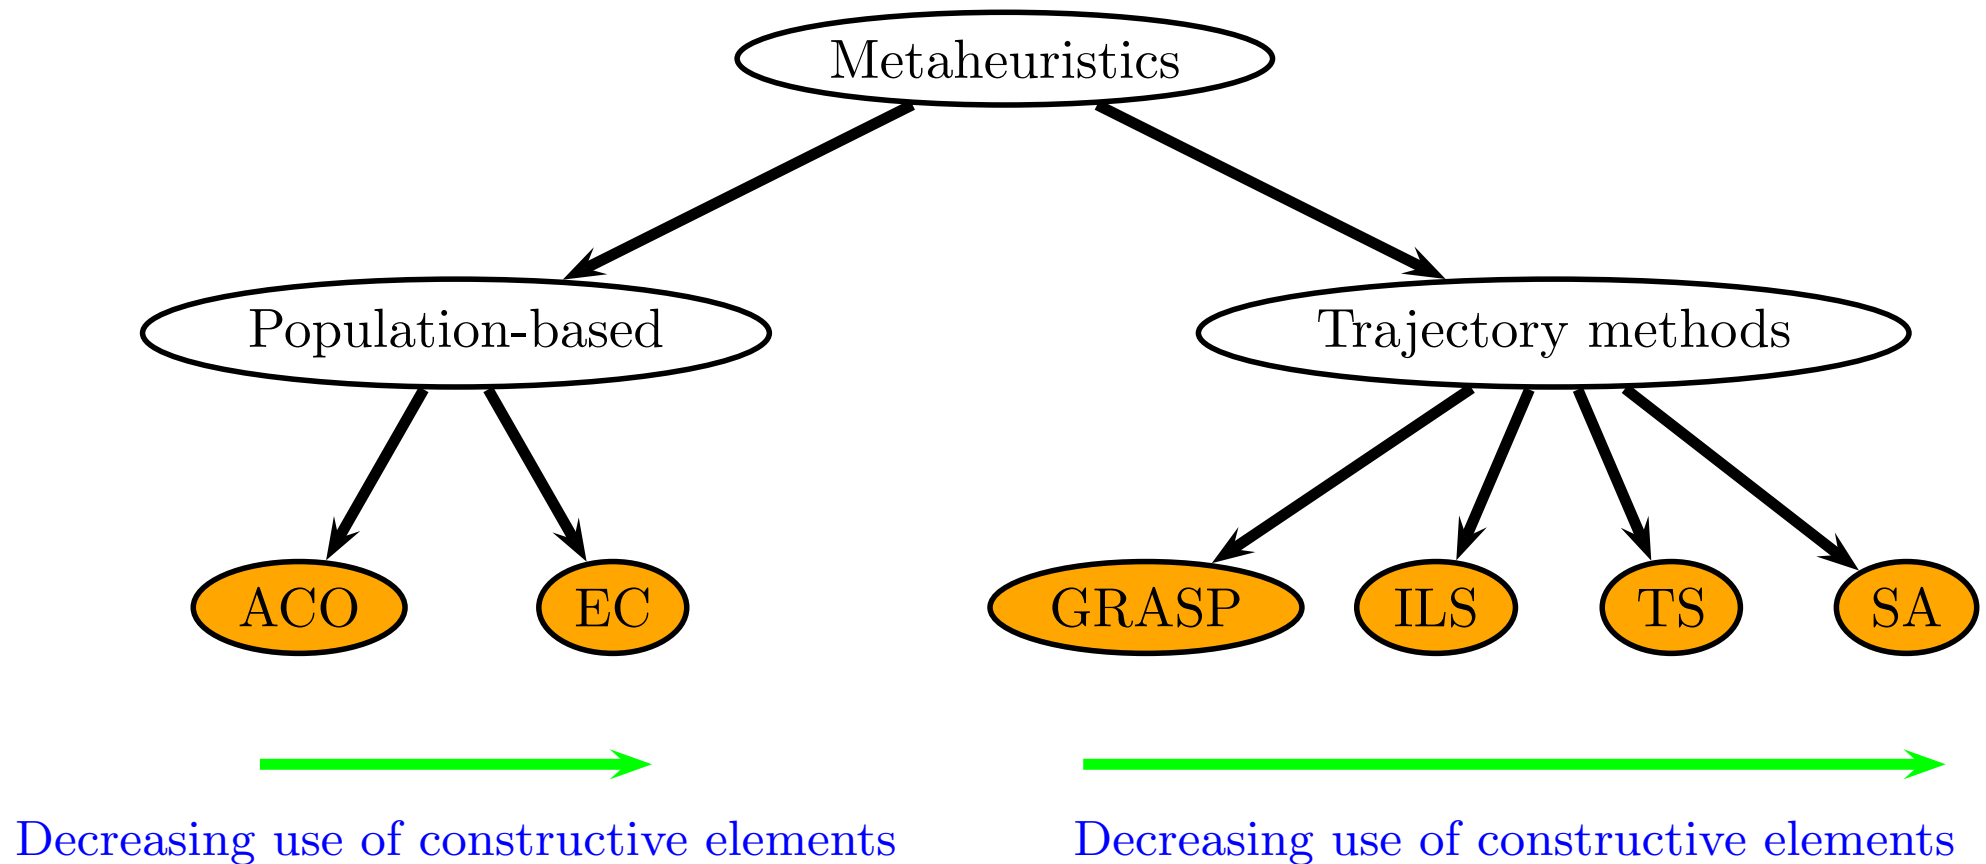 Metaheuristics
Population-based
Trajectory methods
ACO
EC
GRASP
ILS
TS
SA
Decreasing use of constructive elements
Decreasing use of constructive elements